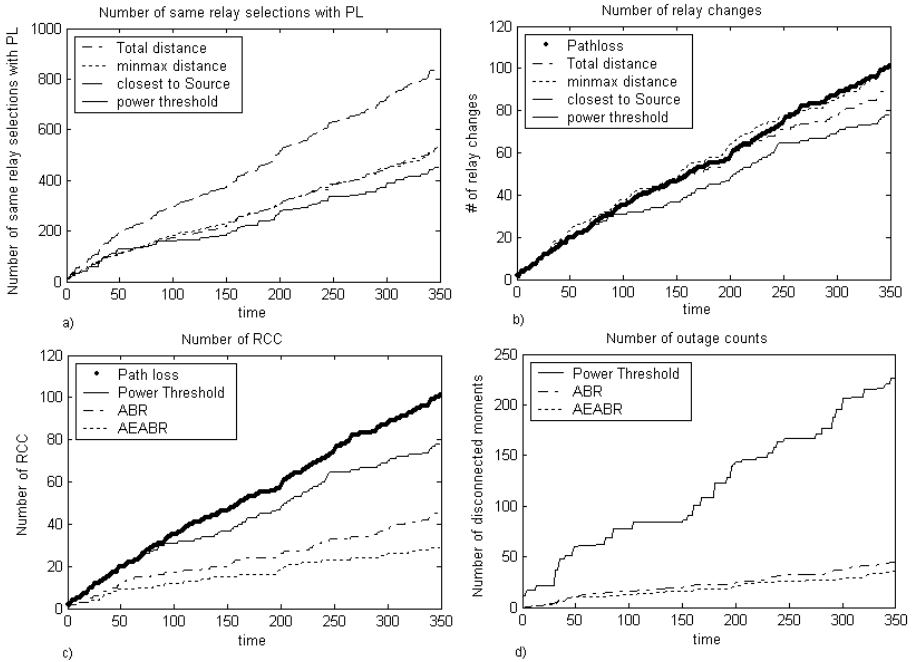 Number of same relay selections with PL
Number of same relay selections with PL
1000
800
600
400
200
0
Total distance
minmax distance
closest to Source
power threshold
0 50 100 150 200 250 300 350
time
a)
Number of relay changes
# of relay changes
120
100
80
60
40
20
0
Pathloss
Total distance
minmax distance
closest to Source
power threshold
0 50 100 150 200 250 300 350
time
b)
Number of RCC
Number of RCC
120
100
80
60
40
20
0
Path loss
Power Threshold
ABR
AEABR
0 50 100 150 200 250 300 350
time
c)
Number of outage counts
Number of disconnected moments
250
200
150
100
50
0
Power Threshold
ABR
AEABR
0 50 100 150 200 250 300 350
time
d)